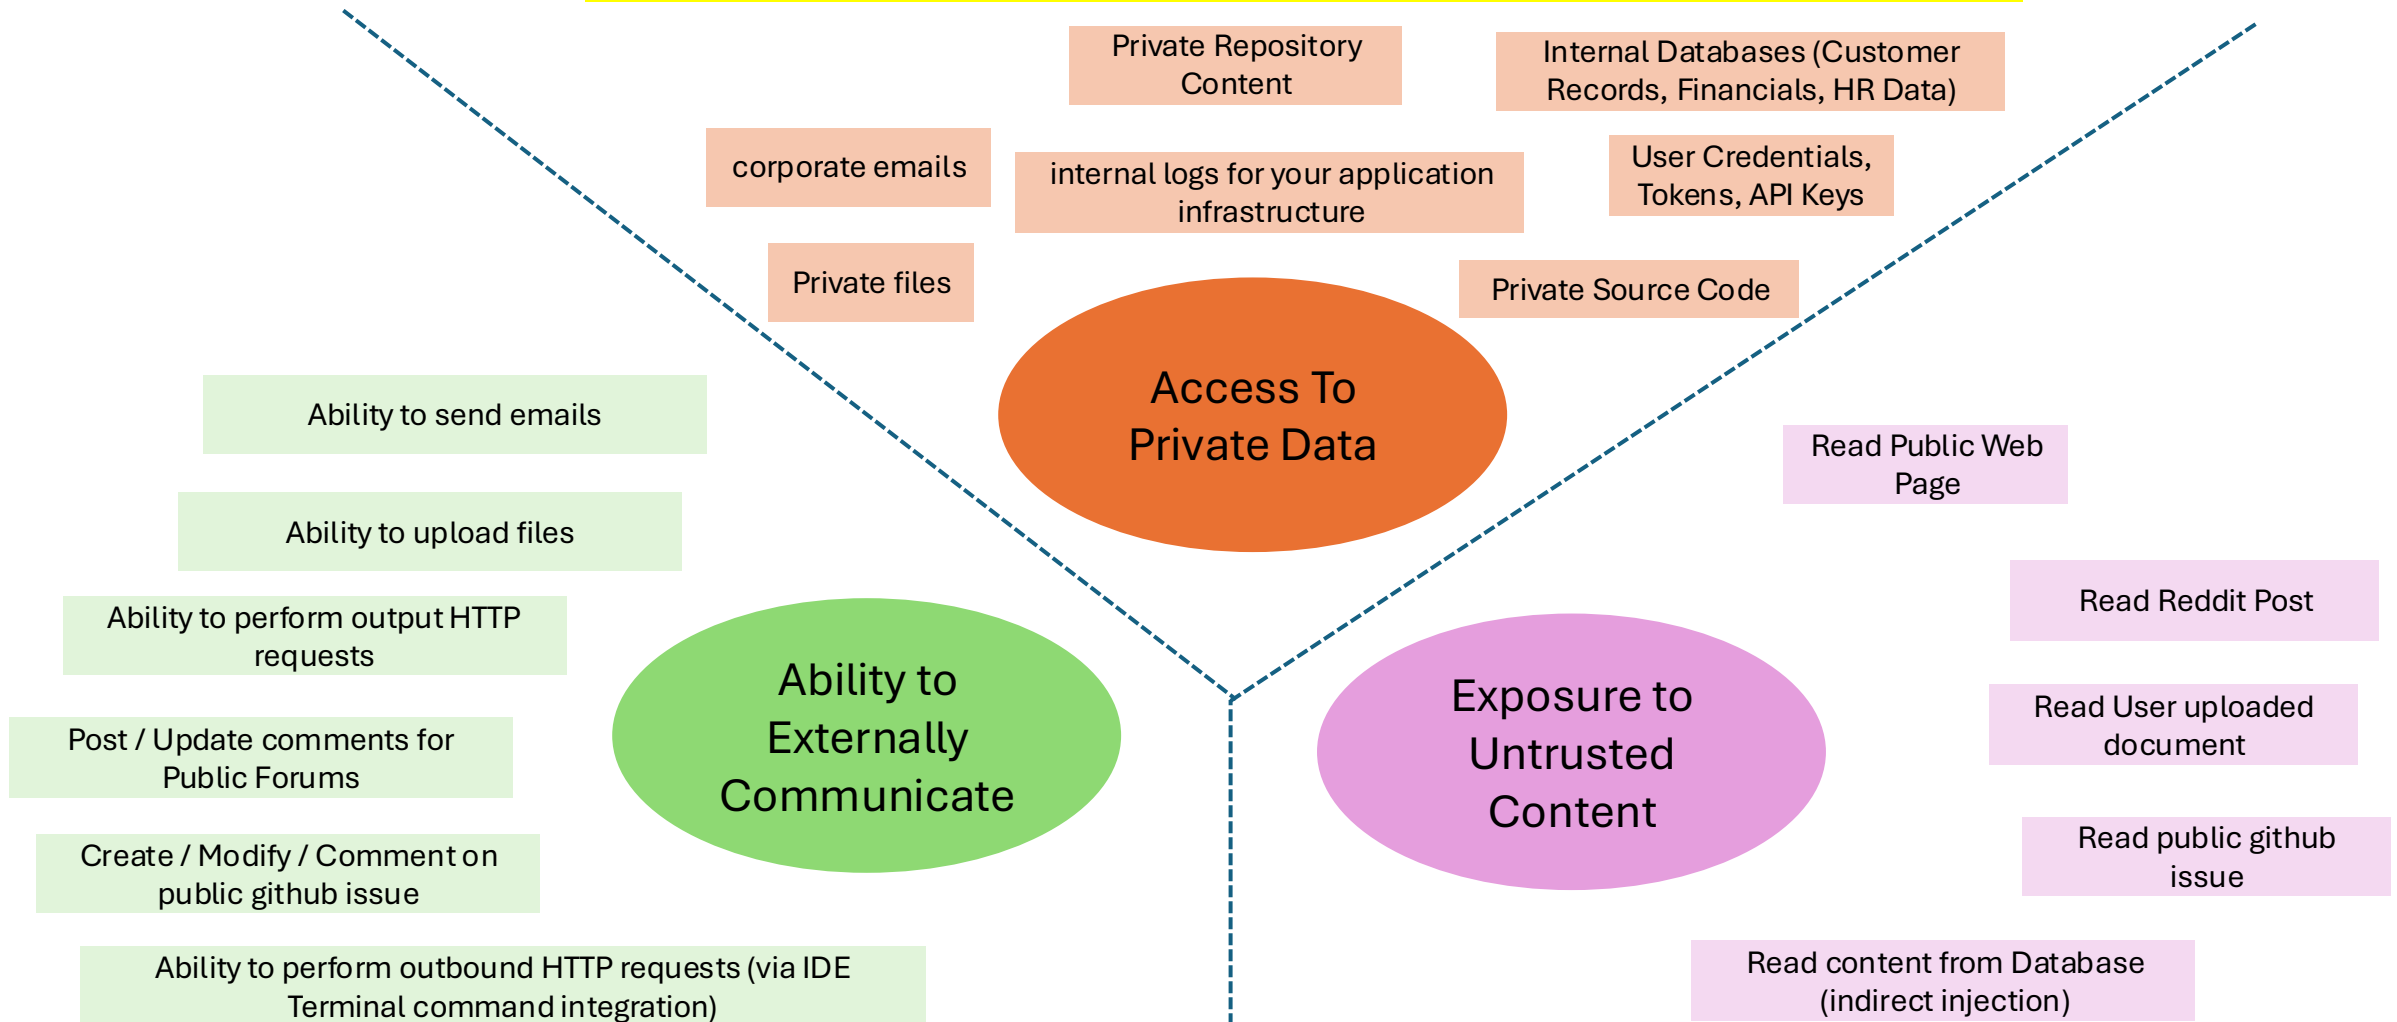 Private Repository
Content
Internal Databases (Customer
Records, Financials, HR Data)
corporate emails
internal logs for your application
infrastructure
User Credentials,
Tokens, API Keys
Private files
Private Source Code
Access To
Private Data
Ability to send emails
Ability to upload files
Ability to perform output HTTP
requests
Post / Update comments for
Public Forums
Create / Modify / Comment on
public github issue
Ability to perform outbound HTTP requests (via IDE
Terminal command integration)
Ability to
Externally
Communicate
Exposure to
Untrusted
Content
Read Public Web
Page
Read Reddit Post
Read User uploaded
document
Read public github
issue
Read content from Database
(indirect injection)